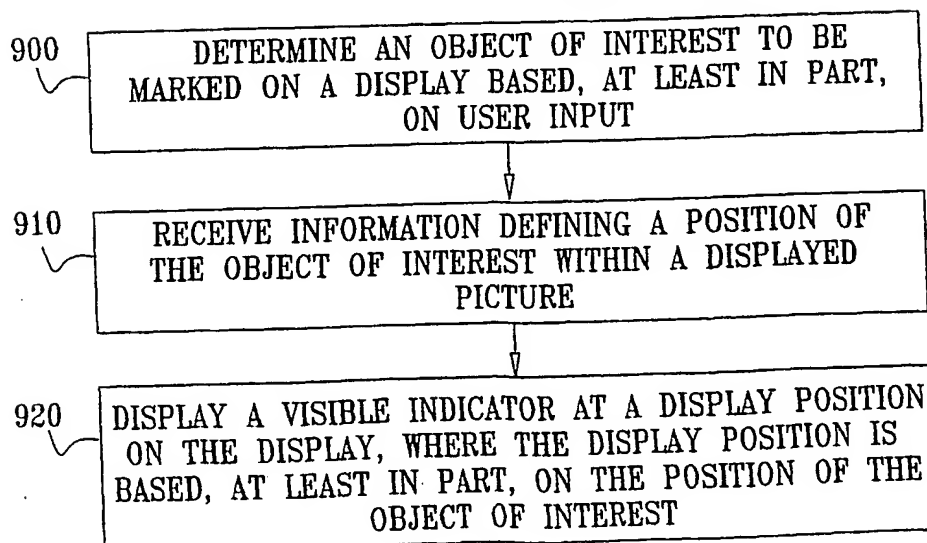 900
DETERMINE AN OBJECT OF INTEREST TO BE
MARKED ON A DISPLAY BASED, AT LEAST IN PART,
ON USER INPUT
910
RECEIVE INFORMATION DEFINING A POSITION OF
THE OBJECT OF INTEREST WITHIN A DISPLAYED
PICTURE
920
DISPLAY A VISIBLE INDICATOR AT A DISPLAY POSITION
ON THE DISPLAY, WHERE THE DISPLAY POSITION IS
BASED, AT LEAST IN PART, ON THE POSITION OF THE
OBJECT OF INTEREST